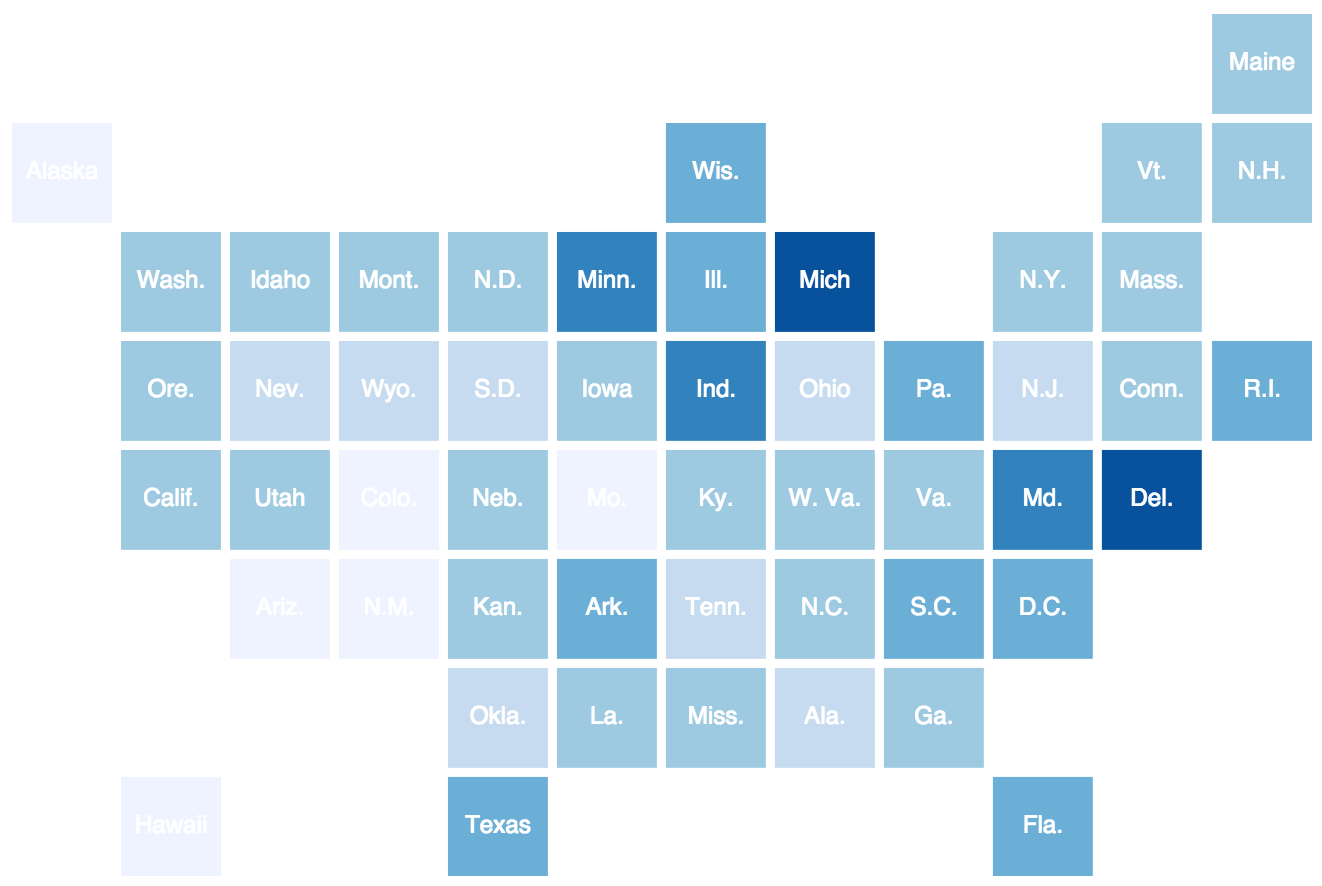 Maine
Alaska Wis. Vt. N.H.
Wash. Idaho Mont. N.D. Minn. Ill. Mich N.Y. Mass.
Ore. Nev. Wyo. S.D. Iowa Ind. Ohio Pa. N.J. Conn. R.I.
Calif. Utah Colo. Neb. Mo. Ky. W. Va. Va. Md. Del.
Ariz. N.M. Kan. Ark. Tenn. N.C. S.C. D.C.
Okla. La. Miss. Ala. Ga.
Hawaii Texas Fla.